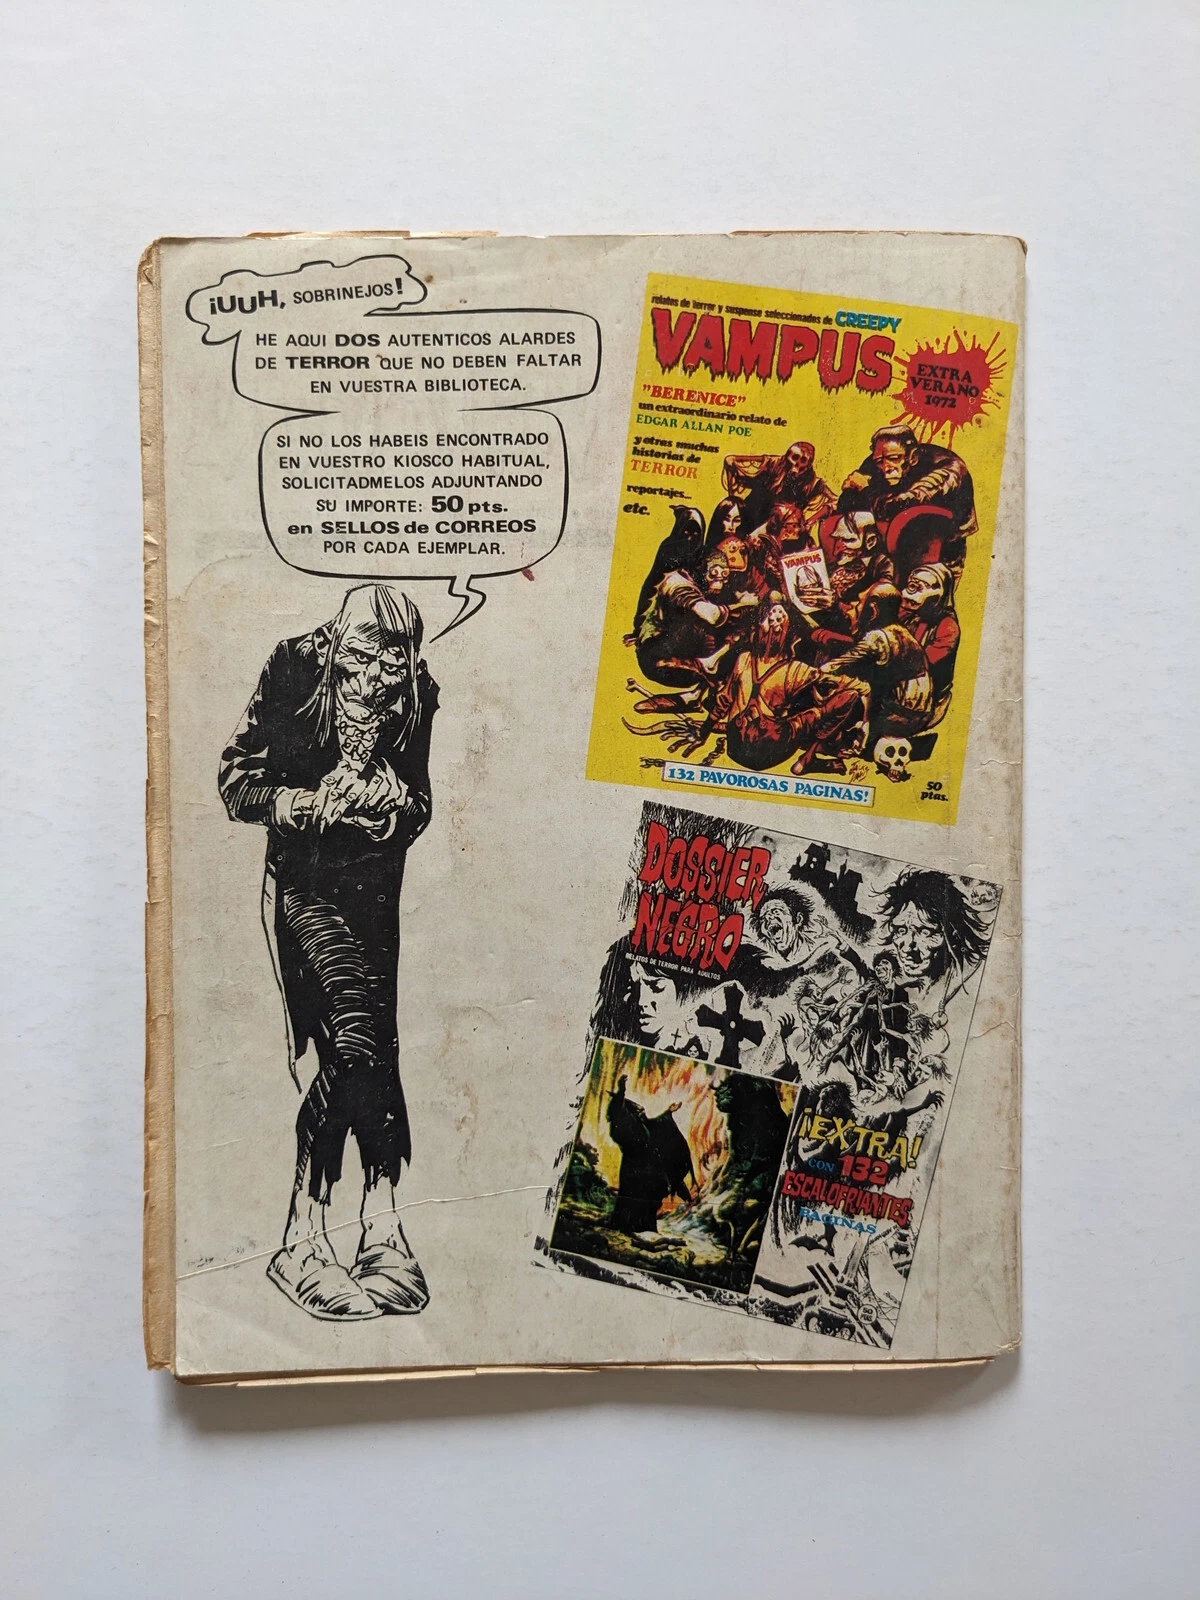 ¡UUH, SOBRINEJOS!
HE AQUI DOS AUTENTICOS ALARDES
DE TERROR QUE NO DEBEN FALTAR
EN VUESTRA BIBLIOTECA.
SI NO LOS HABEIS ENCONTRADO
EN VUESTRO KIOSCO HABITUAL,
SOLICITADMELOS ADJUNTANDO
SU IMPORTE: 50 pts.
en SELLOS de CORREOS
POR CADA EJEMPLAR.
relatos de terror y suspense seleccionados de CREEPY
VAMPUS
EXTRA
VERANO
1972
"BERENICE"
un extraordinario relato de
EDGAR ALLAN POE
y otras muchas
historias de
TERROR
reportajes...
etc.
VAMPUS
132 PAVOROSAS PAGINAS!
50
ptas.
DOSSIER
NEGRO
RELATOS DE TERROR PARA ADULTOS
¡EXTRA!
CON 132
ESCALOFRIANTES
PAGINAS
50
PTAS